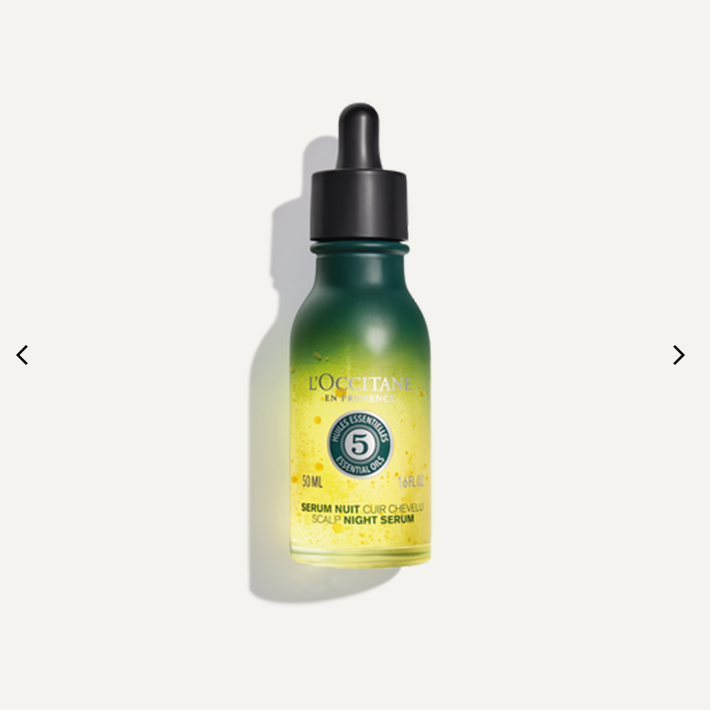 L'OCCITANE
EN PROVENCE
HUILES ESSENTIELLES
5
ESSENTIAL OILS
50 ML 1.6 FL.OZ
SERUM NUIT CUIR CHEVELU
SCALP NIGHT SERUM